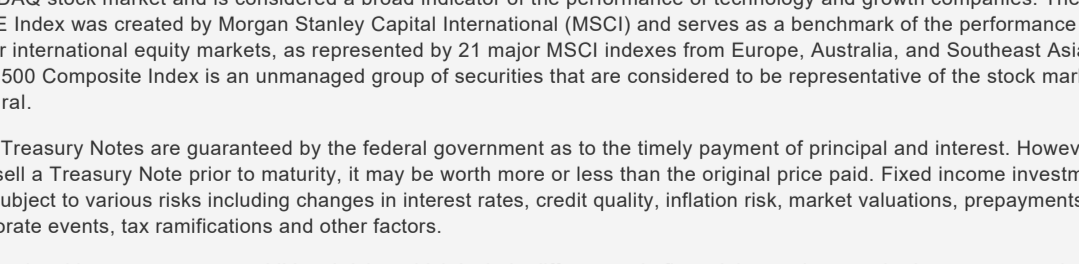 stock market and is considered a broad indicator of the performance of technology and growth companies. The
Index was created by Morgan Stanley Capital International (MSCI) and serves as a benchmark of the performance
international equity markets, as represented by 21 major MSCI indexes from Europe, Australia, and Southeast
500 Composite Index is an unmanaged group of securities that are considered to be representative of the stock
ral.
Treasury Notes are guaranteed by the federal government as to the timely payment of principal and interest.
sell a Treasury Note prior to maturity, it may be worth more or less than the original price paid. Fixed income
ubject to various risks including changes in interest rates, credit quality, inflation risk, market valuations, prepayments
orate events, tax ramifications and other factors.